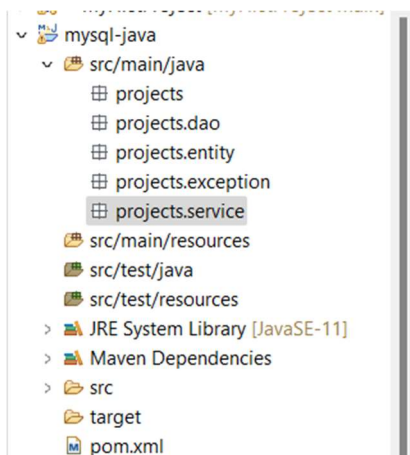 mysql-java
src/main/java
projects
projects.dao
projects.entity
projects.exception
projects.service
src/main/resources
src/test/java
src/test/resources
JRE System Library [JavaSE-11]
Maven Dependencies
src
target
pom.xml